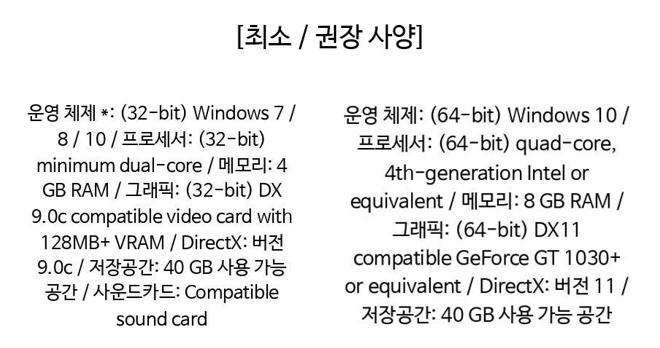 [최소 / 권장 사양]
운영 체제 *: (32-bit) Windows 7 /
8 / 10 / 프로세서: (32-bit)
minimum dual-core / 메모리: 4
GB RAM / 그래픽: (32-bit) DX
9.0c compatible video card with
128MB+ VRAM / DirectX: 버전
9.0c / 저장공간: 40 GB 사용 가능
공간 / 사운드카드: Compatible
sound card
운영 체제: (64-bit) Windows 10 /
프로세서: (64-bit) quad-core,
4th-generation Intel or
equivalent / 메모리: 8 GB RAM /
그래픽: (64-bit) DX11
compatible GeForce GT 1030+
or equivalent / DirectX: 버전 11 /
저장공간: 40 GB 사용 가능 공간